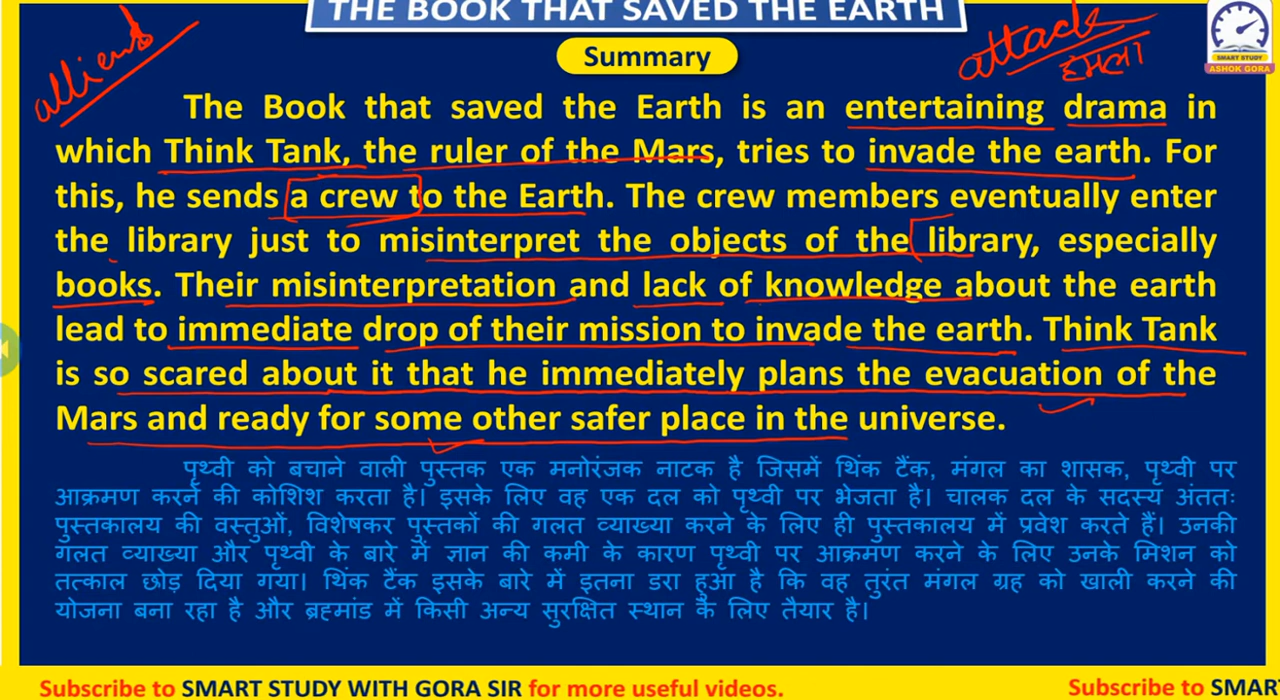 THE BOOK THAT SAVED THE EARTH
Summary
alliend
attack
हमला
SMART STUDY
ASHOK GORA
The Book that saved the Earth is an entertaining drama in
which Think Tank, the ruler of the Mars, tries to invade the earth. For
this, he sends a crew to the Earth. The crew members eventually enter
the library just to misinterpret the objects of the library, especially
books. Their misinterpretation and lack of knowledge about the earth
lead to immediate drop of their mission to invade the earth. Think Tank
is so scared about it that he immediately plans the evacuation of the
Mars and ready for some other safer place in the universe.
पृथ्वी को बचाने वाली पुस्तक एक मनोरंजक नाटक है जिसमें थिंक टैंक, मंगल का शासक, पृथ्वी पर
आक्रमण करने की कोशिश करता है। इसके लिए वह एक दल को पृथ्वी पर भेजता है। चालक दल के सदस्य अंततः
पुस्तकालय की वस्तुओं, विशेषकर पुस्तकों की गलत व्याख्या करने के लिए ही पुस्तकालय में प्रवेश करते हैं। उनकी
गलत व्याख्या और पृथ्वी के बारे में ज्ञान की कमी के कारण पृथ्वी पर आक्रमण करने के लिए उनके मिशन को
तत्काल छोड़ दिया गया। थिंक टैंक इसके बारे में इतना डरा हुआ है कि वह तुरंत मंगल ग्रह को खाली करने की
योजना बना रहा है और ब्रह्मांड में किसी अन्य सुरक्षित स्थान के लिए तैयार है।
Subscribe to SMART STUDY WITH GORA SIR for more useful videos.
Subscribe to SMAR